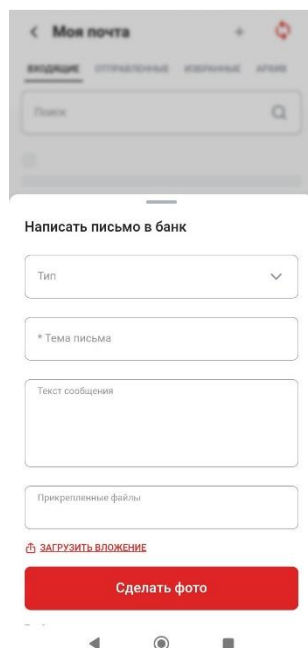 Моя почта
ВХОДЯЩИЕ ОТПРАВЛЕННЫЕ ИЗБРАННЫЕ АРХИВ
Поиск
Написать письмо в банк
Тип
* Тема письма
Текст сообщения
Прикрепленные файлы
ЗАГРУЗИТЬ ВЛОЖЕНИЕ
Сделать фото